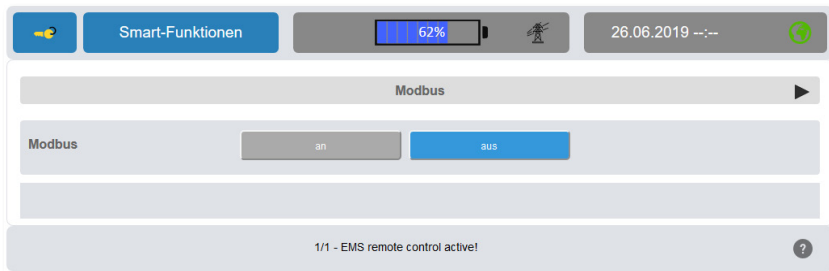 Smart-Funktionen
62%
26.06.2019 --:--
Modbus
Modbus
an
aus
1/1 - EMS remote control active!
?